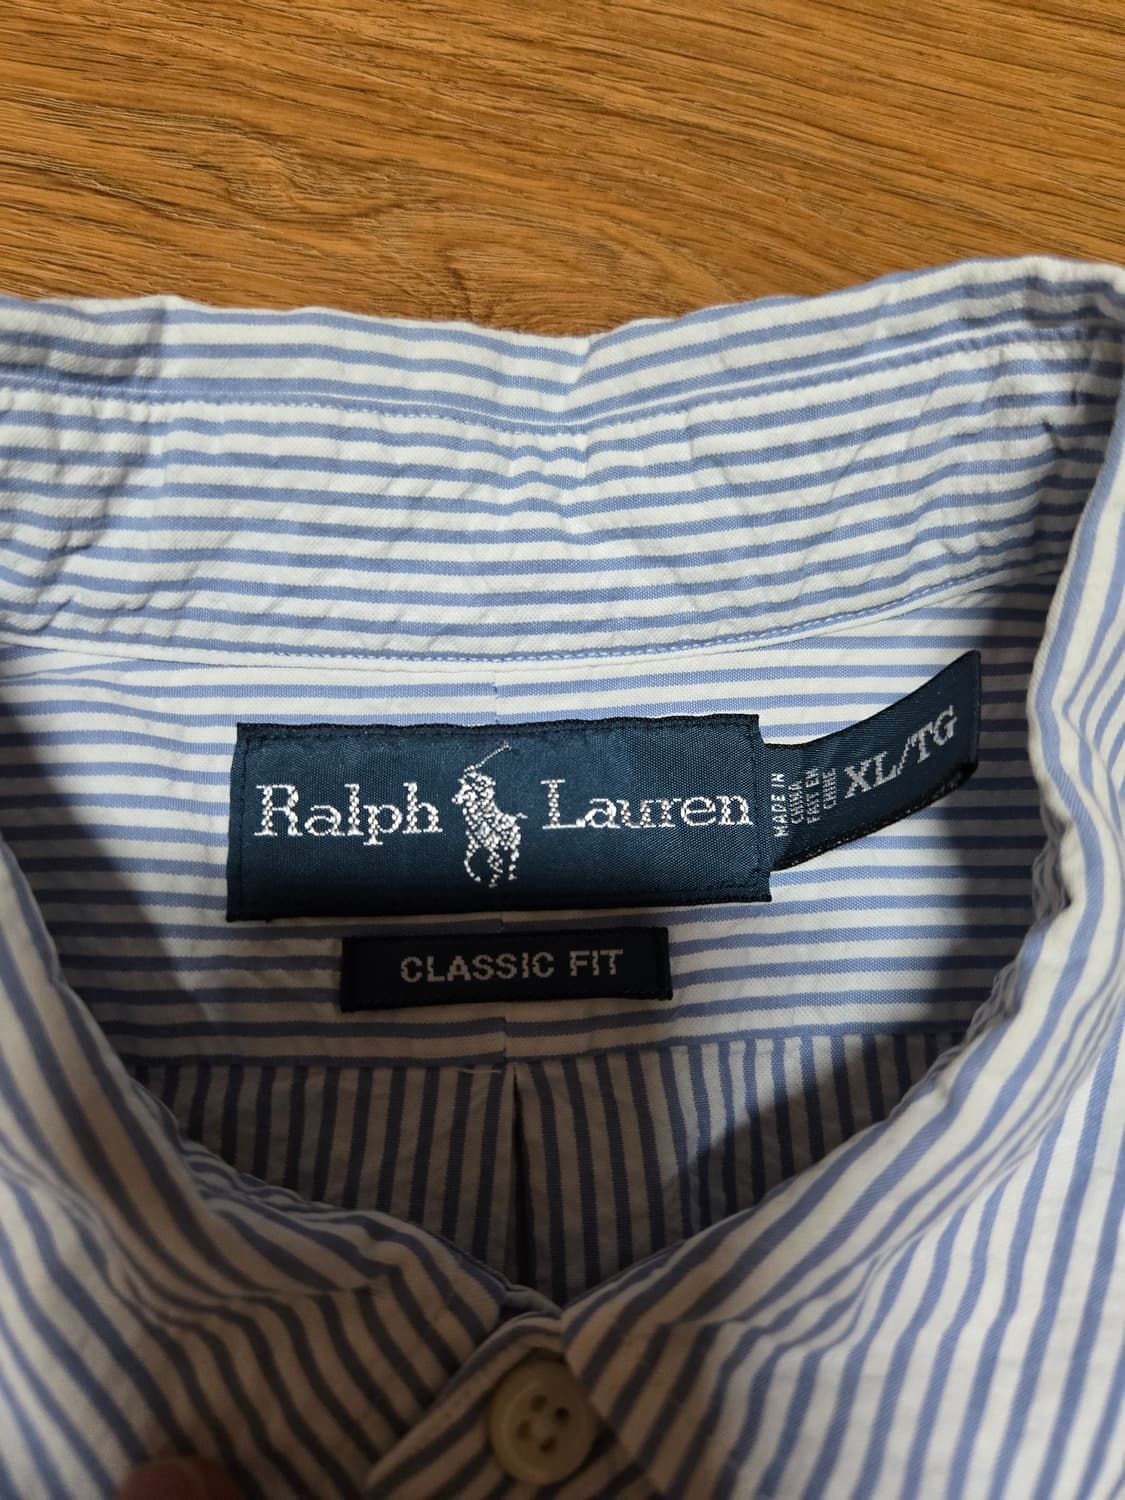 Ralph Lauren
MADE IN
CHINA
FAIT EN
CHINE
XL/TG
CLASSIC FIT